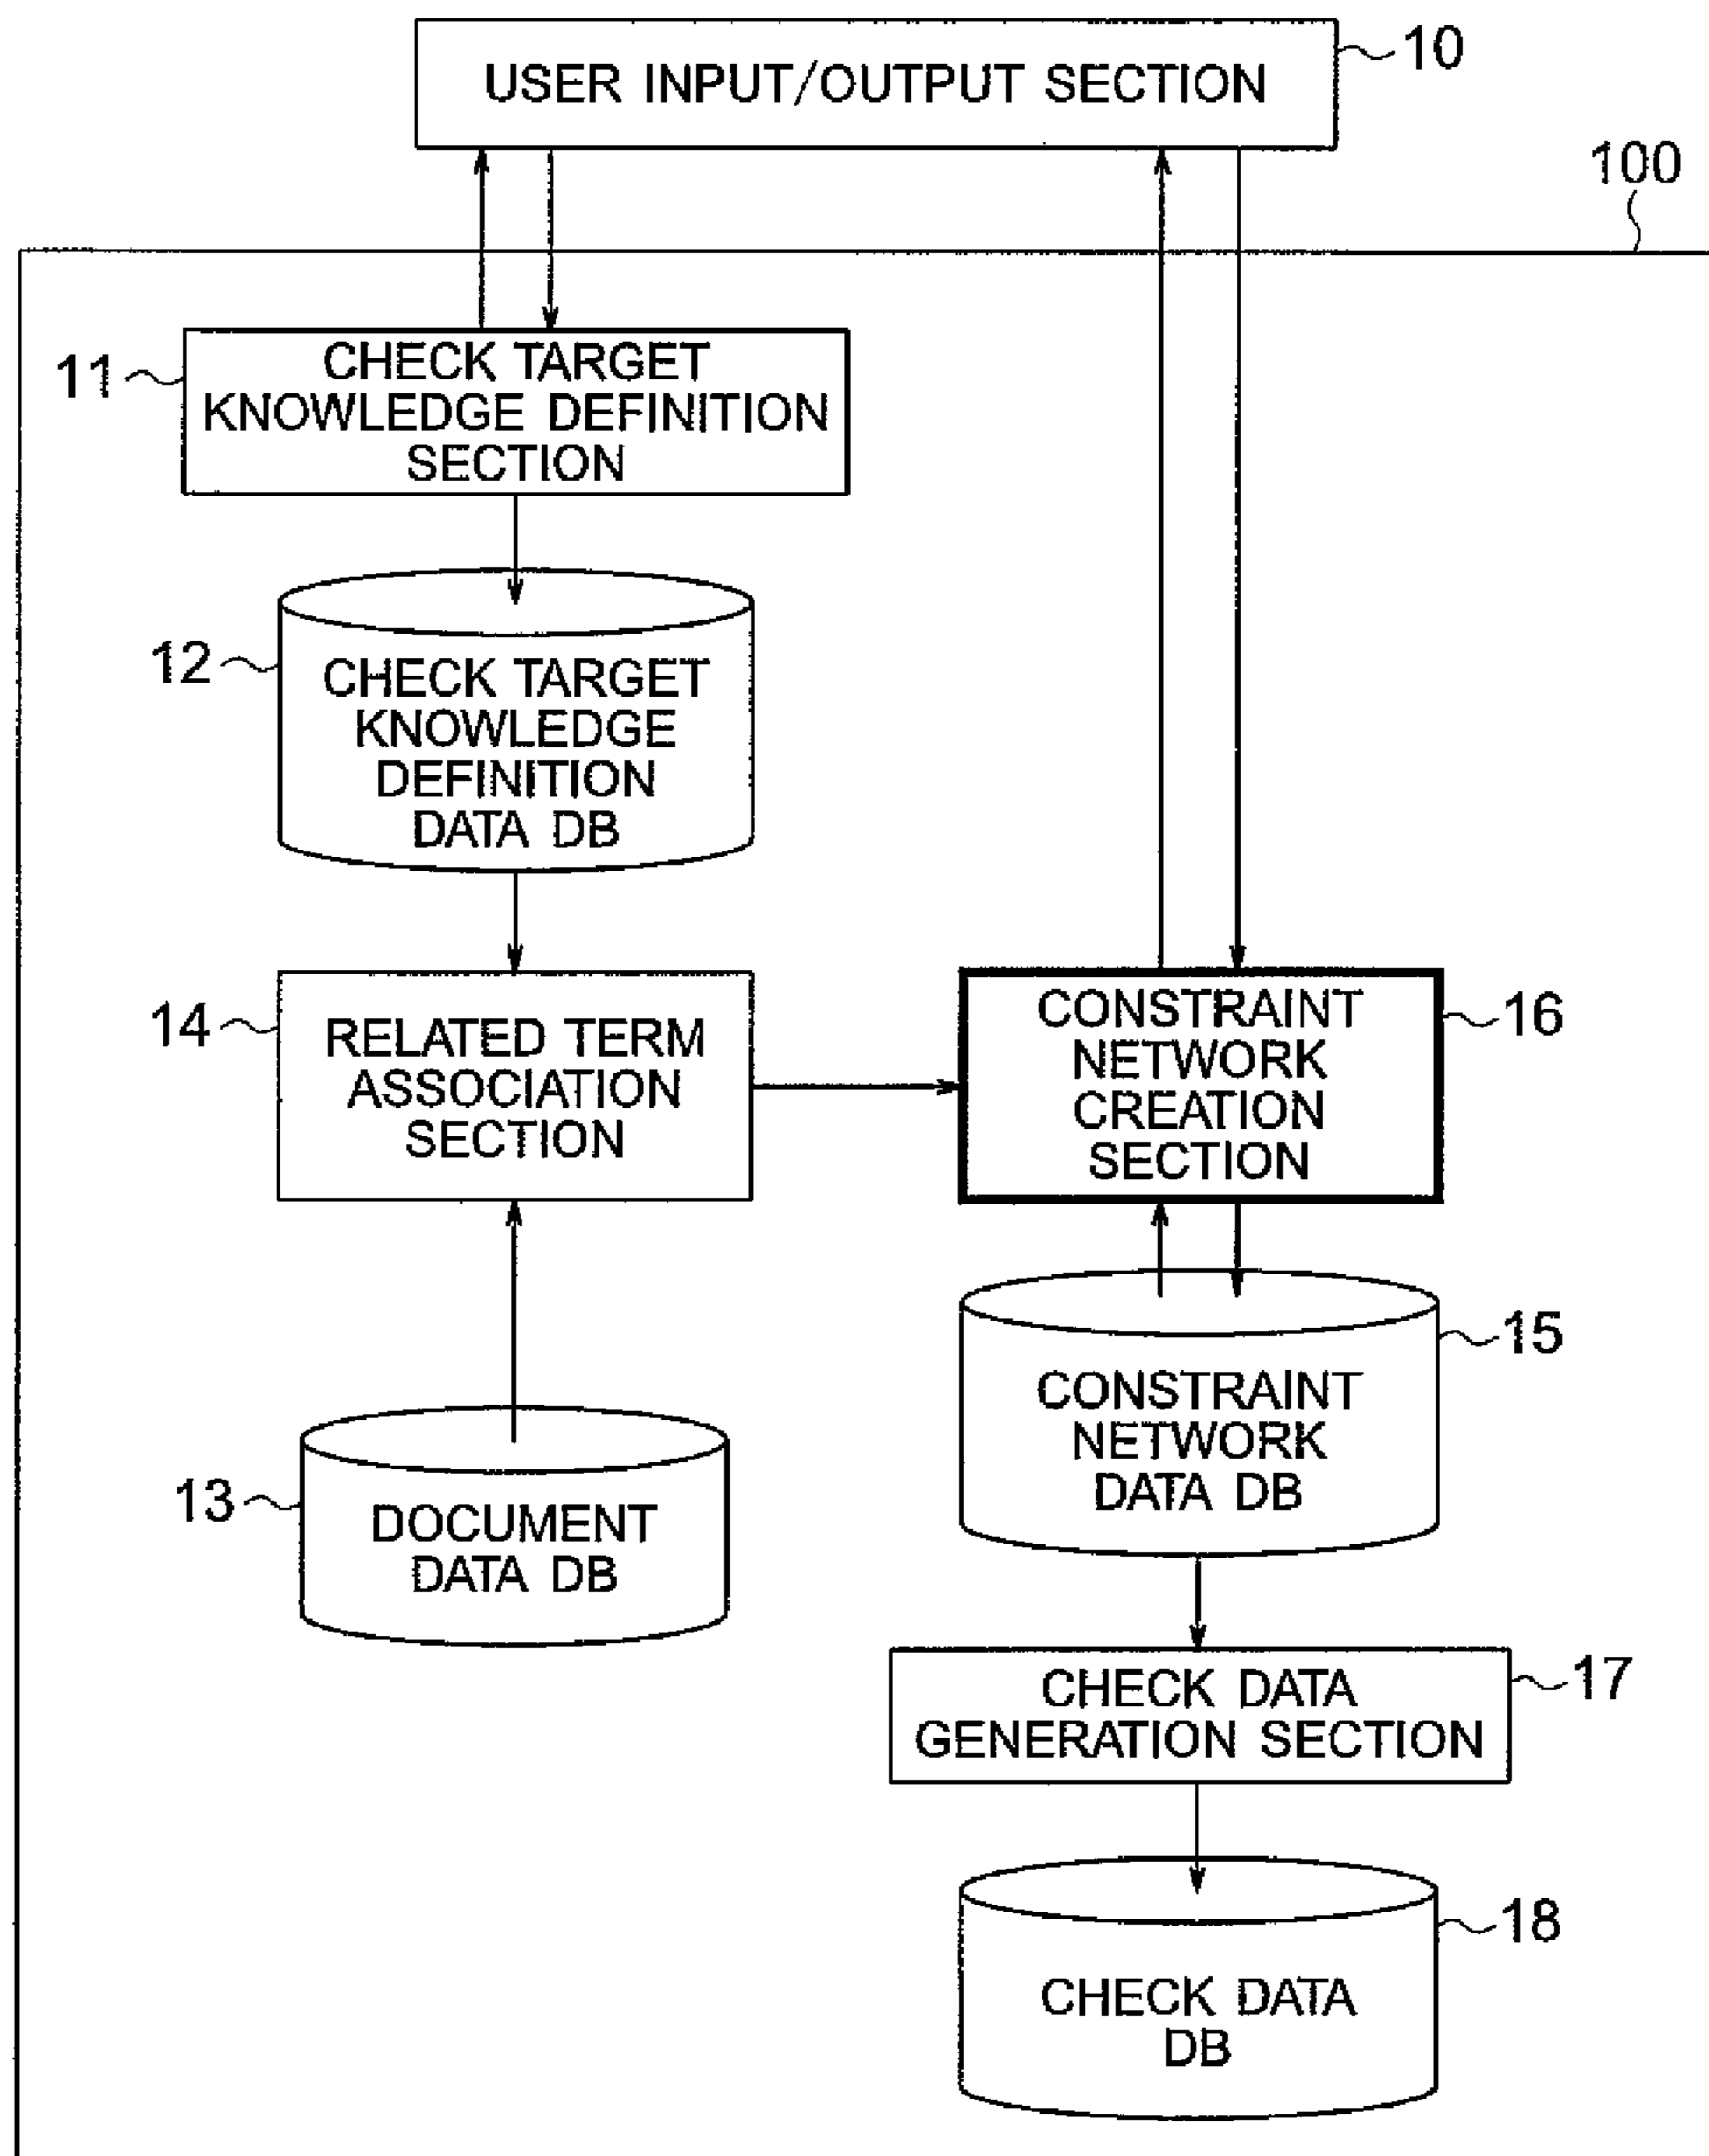 USER INPUT/OUTPUT SECTION
10
100
11
CHECK TARGET
KNOWLEDGE DEFINITION
SECTION
12
CHECK TARGET
KNOWLEDGE
DEFINITION
DATA DB
14
RELATED TERM
ASSOCIATION
SECTION
CONSTRAINT
NETWORK
CREATION
SECTION
16
15
CONSTRAINT
NETWORK
DATA DB
13
DOCUMENT
DATA DB
CHECK DATA
GENERATION SECTION
17
18
CHECK DATA
DB